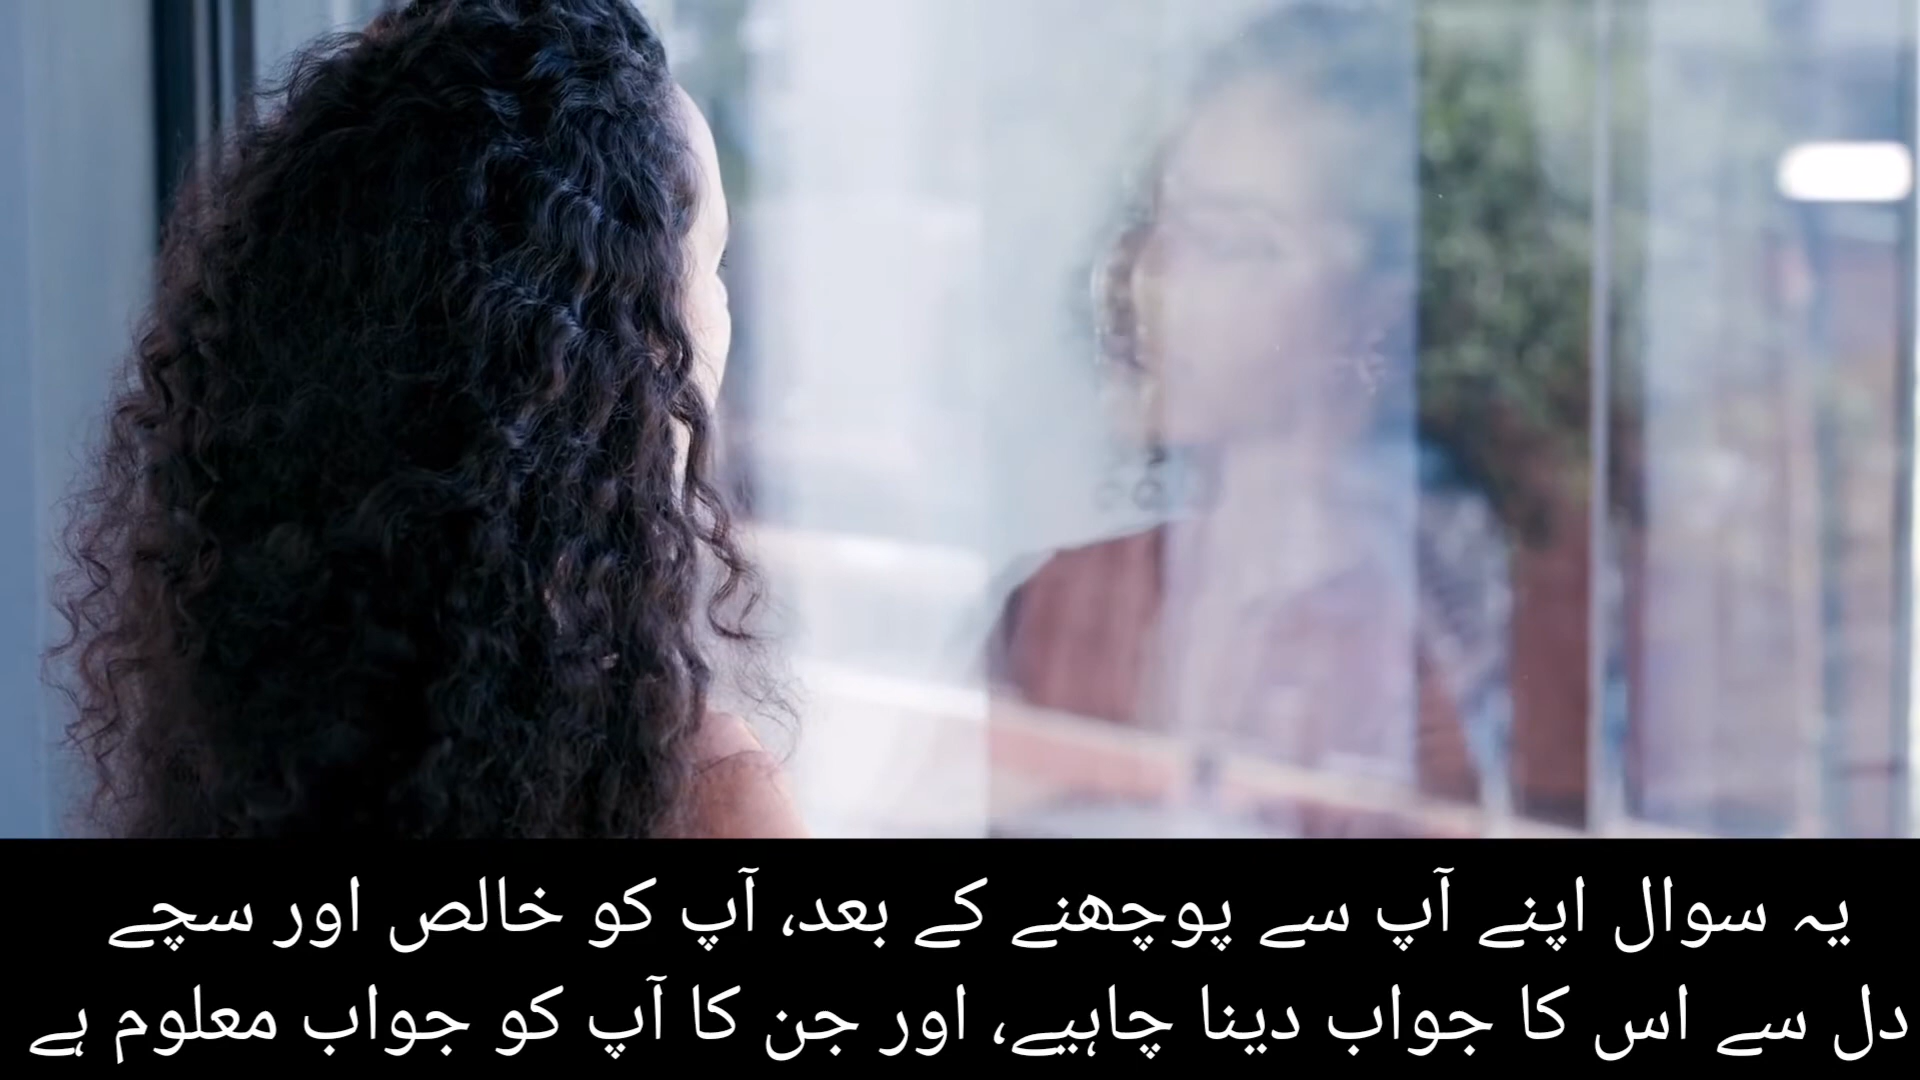 یہ سوال اپنے آپ سے پوچھنے کے بعد، آپ کو خالص اور سچے
دل سے اس کا جواب دینا چاہیے، اور جن کا آپ کو جواب معلوم ہے